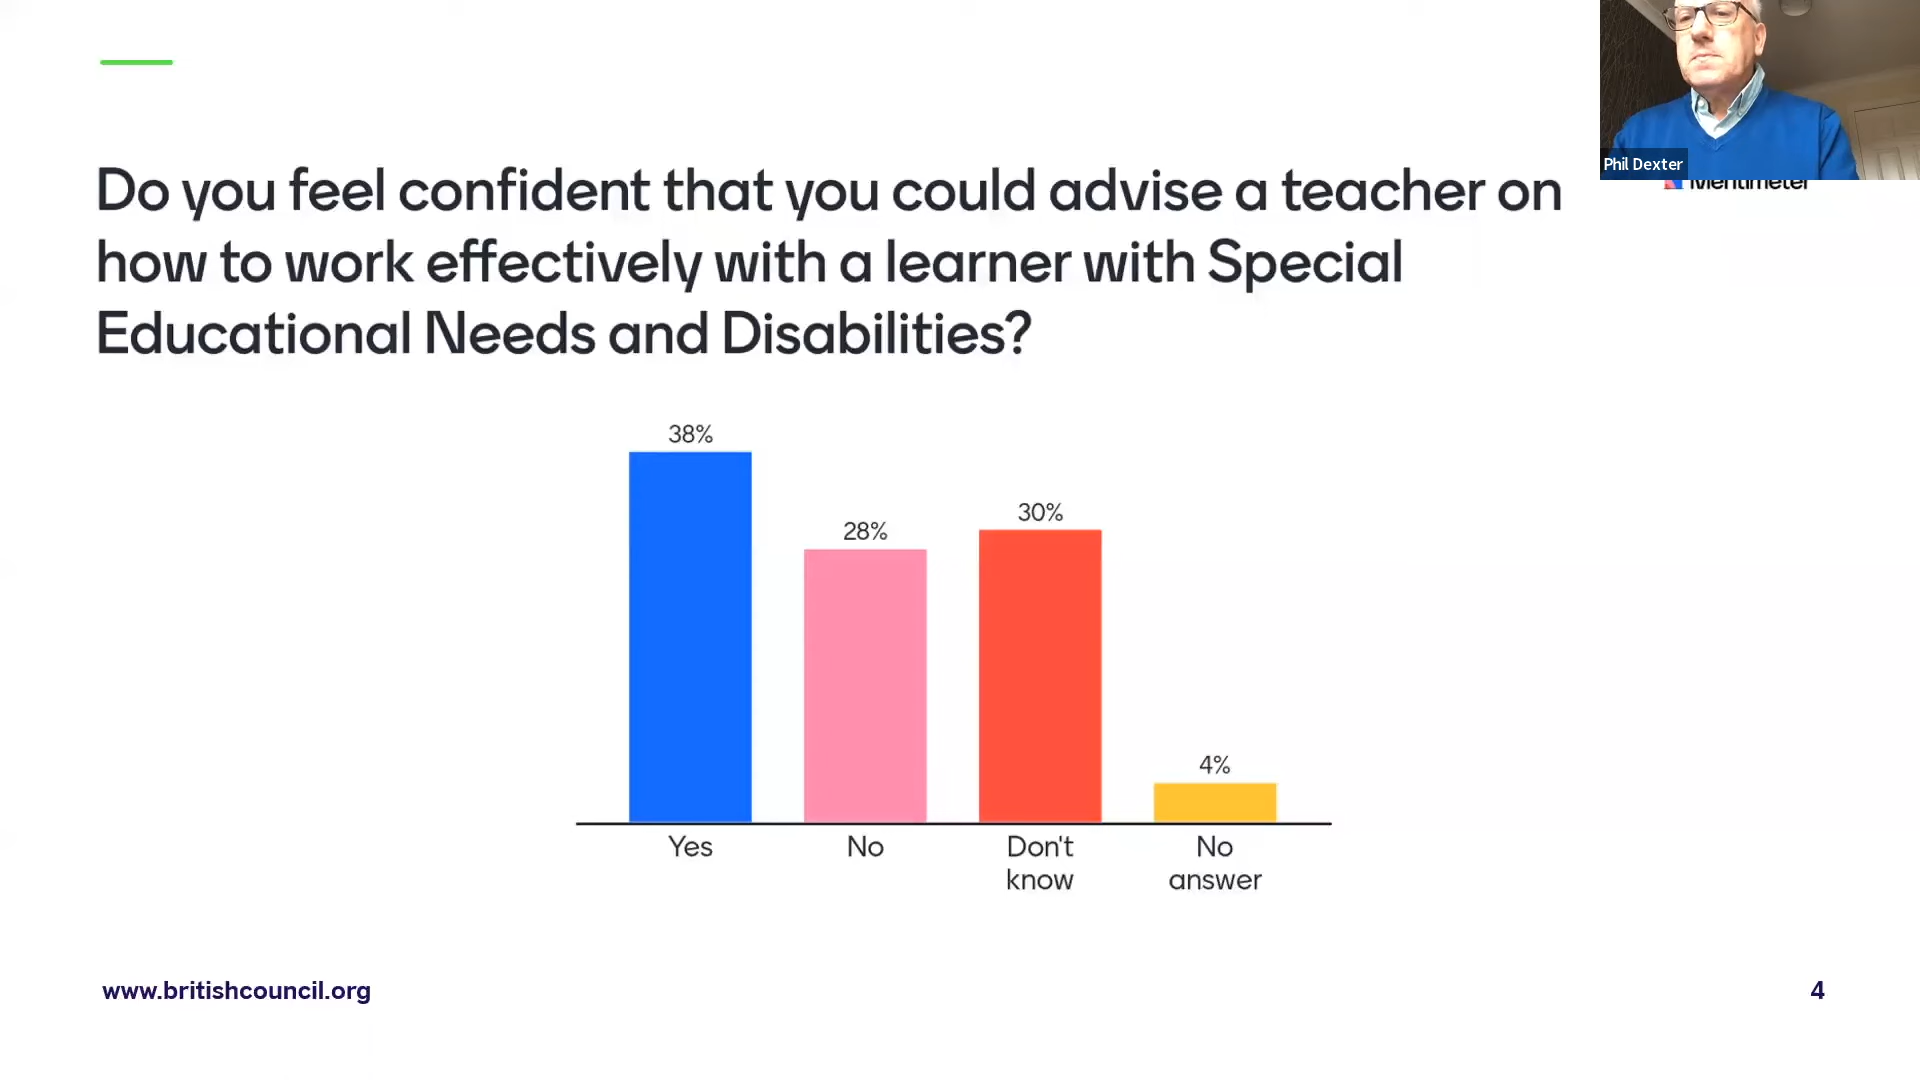 Phil Dexter
Mentimeter
Do you feel confident that you could advise a teacher on
how to work effectively with a learner with Special
Educational Needs and Disabilities?
38%
28%
30%
4%
Yes
No
Don't
know
No
answer
www.britishcouncil.org
4